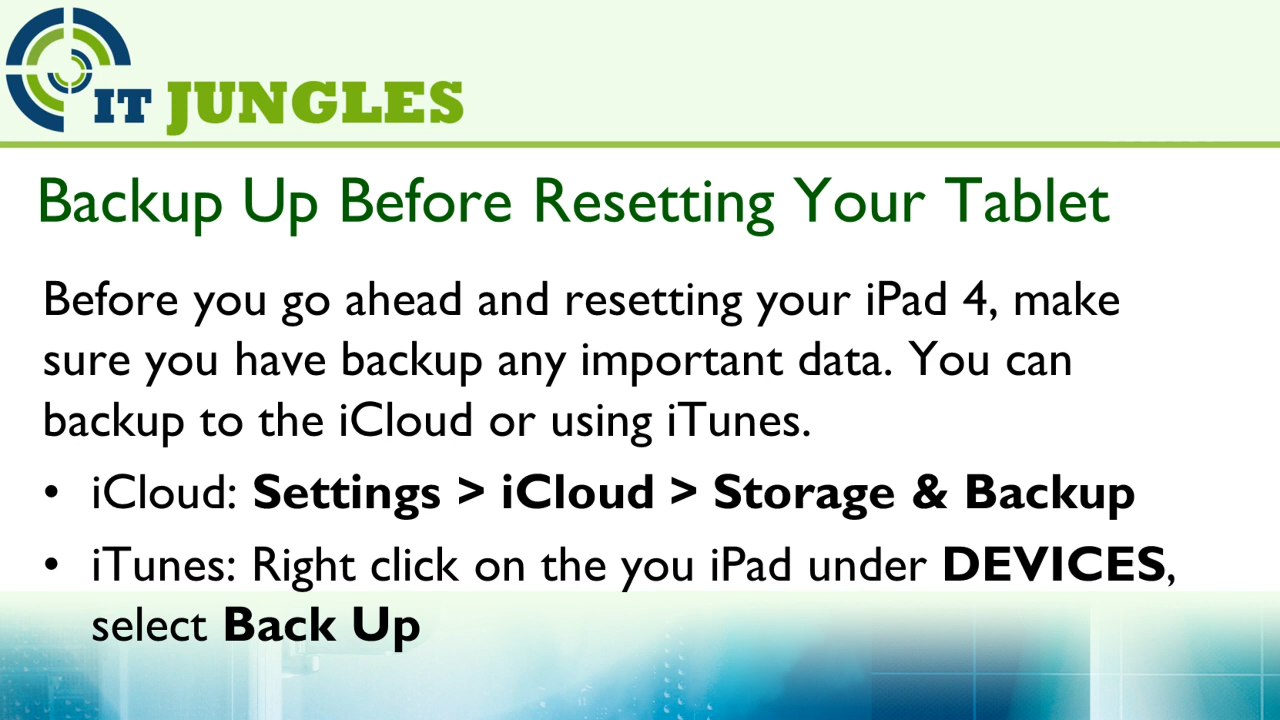 IT JUNGLES
Backup Up Before Resetting Your Tablet
Before you go ahead and resetting your iPad 4, make
sure you have backup any important data. You can
backup to the iCloud or using iTunes.
• iCloud: Settings > iCloud > Storage & Backup
• iTunes: Right click on the you iPad under DEVICES,
select Back Up